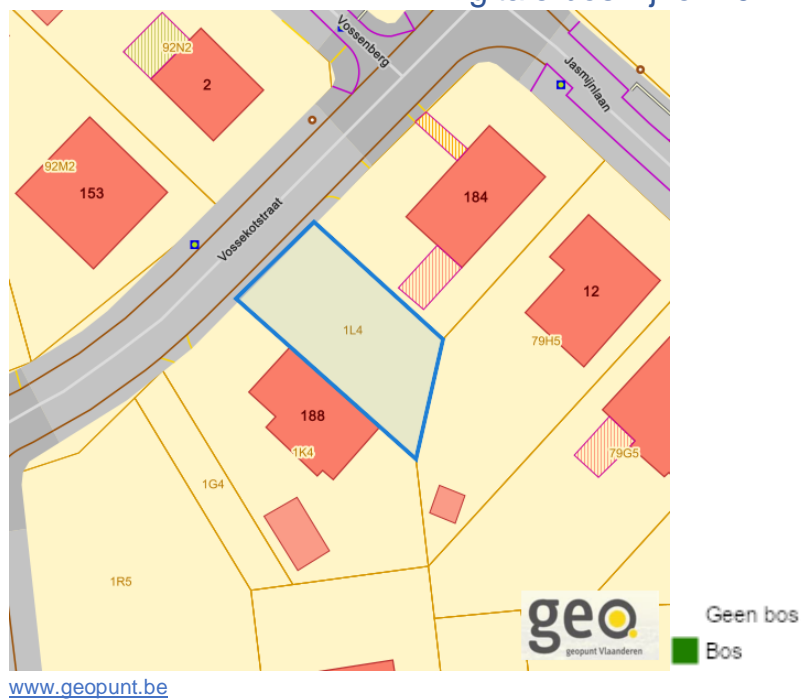 Vossenberg
92N2
2
Jasmijnlaan
92M2
153
Vossekotstraat
184
12
1L4
79H5
188
1K4
79G5
1G4
1R5
geo.
geopunt Vlaanderen
Geen bos
Bos
www.geopunt.be